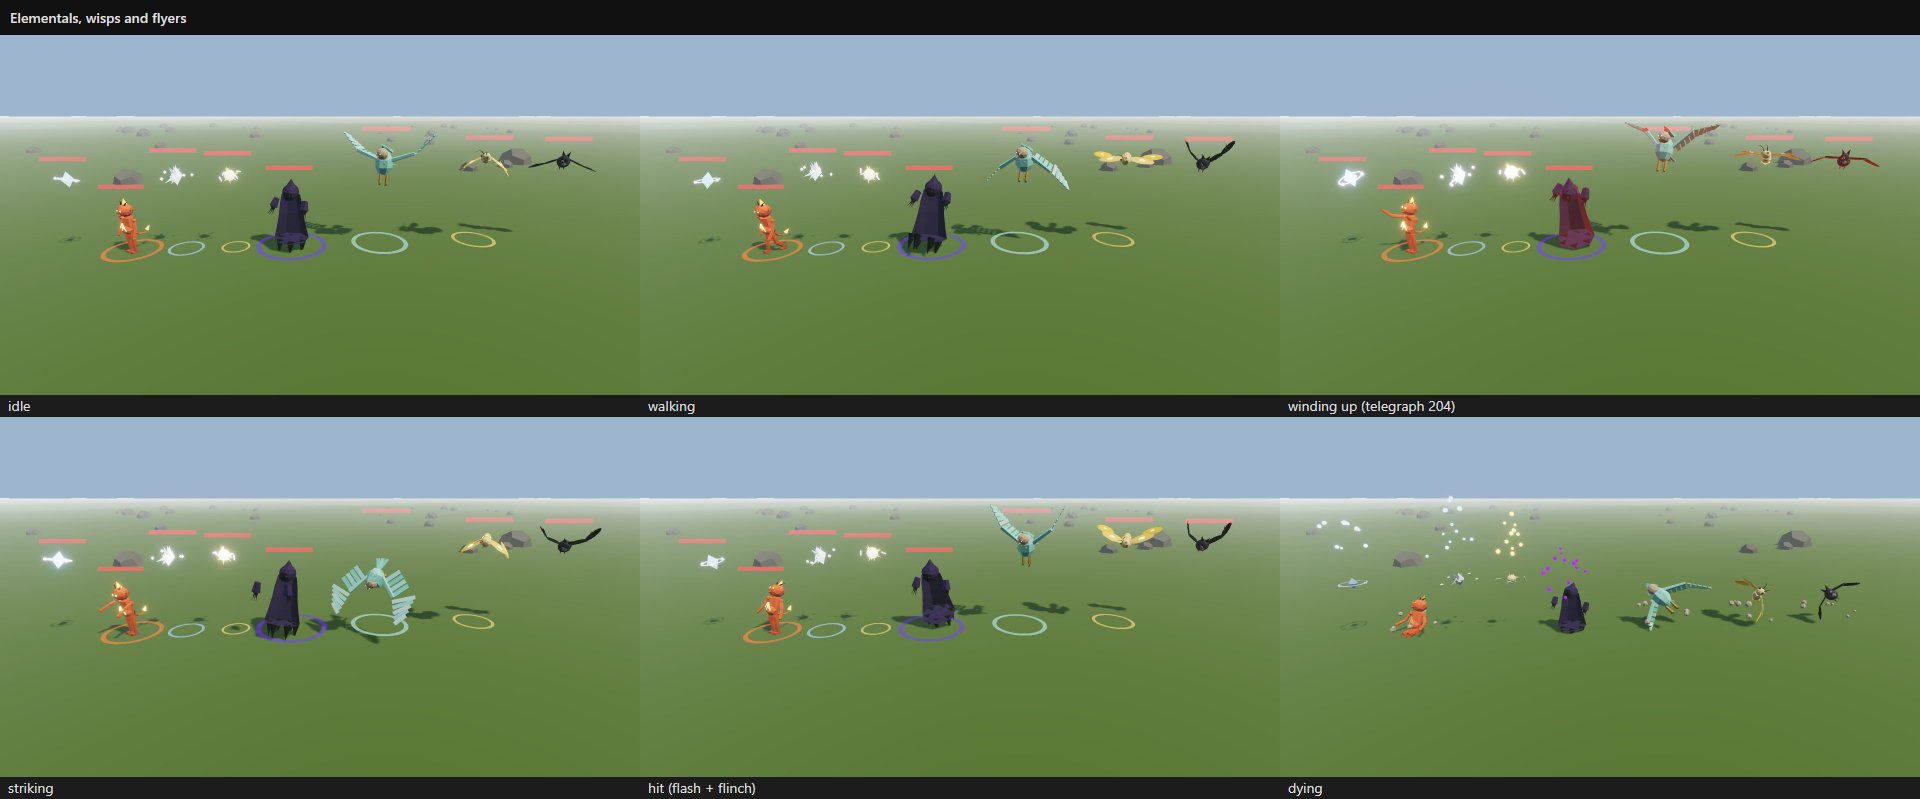 Elementals, wisps and flyers
idle
walking
winding up (telegraph 204)
striking
hit (flash + flinch)
dying